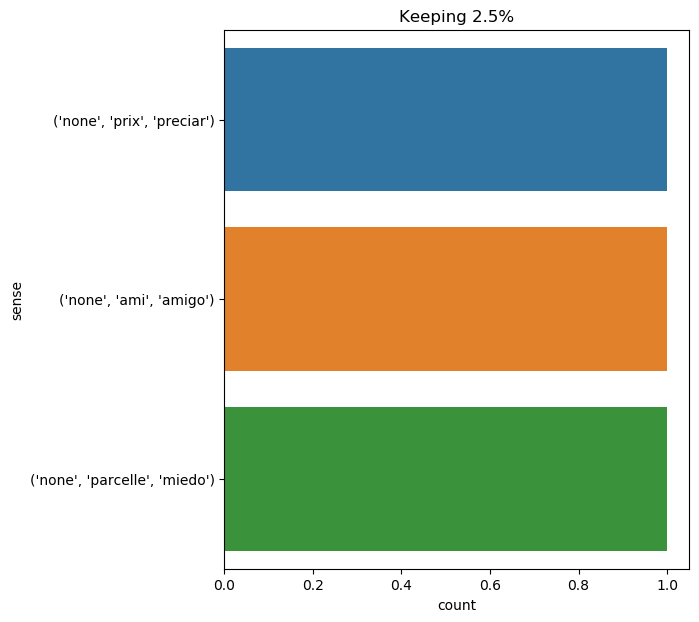 Keeping 2.5%
('none', 'prix', 'preciar')
('none', 'ami', 'amigo')
('none', 'parcelle', 'miedo')
sense
0.0 0.2 0.4 0.6 0.8 1.0
count